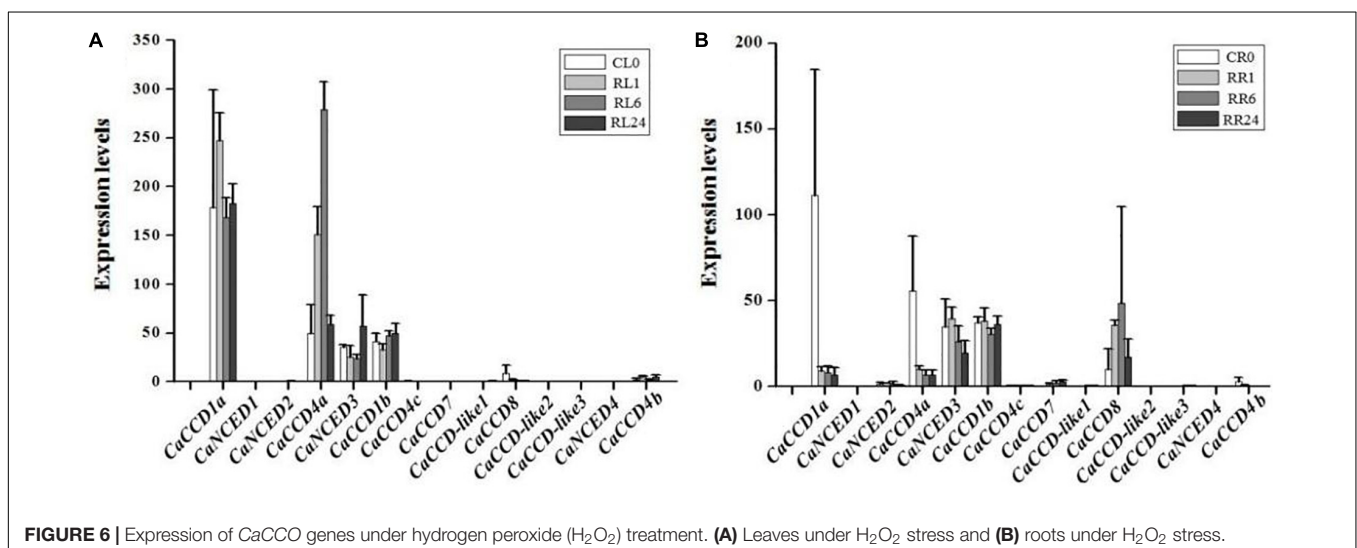 A
350
300
250
200
150
100
50
0
Expression levels
CL0
RL1
RL6
RL24
CaCCD1a
CaNCED1
CaNCED2
CaCCD4a
CaNCED3
CaCCD1b
CaCCD4c
CaCCD7
CaCCD-like1
CaCCD8
CaCCD-like2
CaCCD-like3
CaNCED4
CaCCD4b
B
200
150
100
50
0
Expression levels
CR0
RR1
RR6
RR24
CaCCD1a
CaNCED1
CaNCED2
CaCCD4a
CaNCED3
CaCCD1b
CaCCD4c
CaCCD7
CaCCD-like1
CaCCD8
CaCCD-like2
CaCCD-like3
CaNCED4
CaCCD4b
FIGURE 6 | Expression of CaCCO genes under hydrogen peroxide (H₂O₂) treatment. (A) Leaves under H₂O₂ stress and (B) roots under H₂O₂ stress.